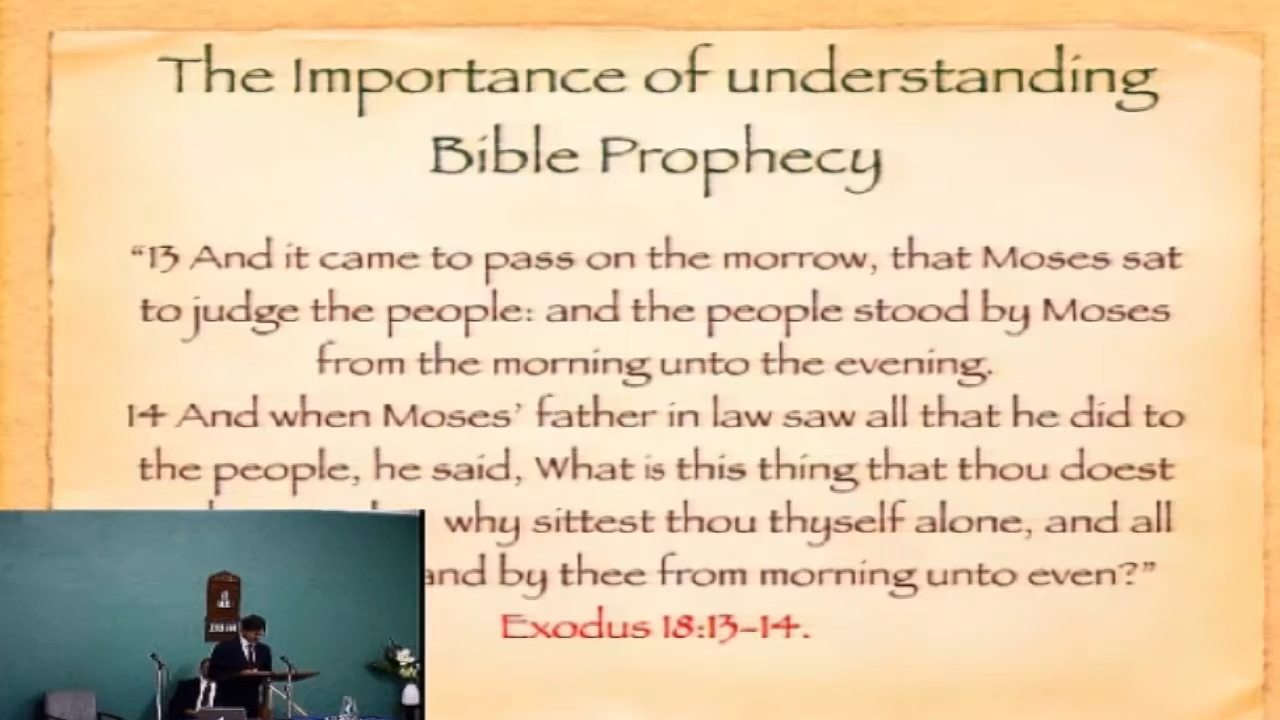 The Importance of understanding
Bible Prophecy
“13 And it came to pass on the morrow, that Moses sat
to judge the people: and the people stood by Moses
from the morning unto the evening.
14 And when Moses’ father in law saw all that he did to
the people, he said, What is this thing that thou doest
why sittest thou thyself alone, and all
and by thee from morning unto even?”
Exodus 18:13-14.